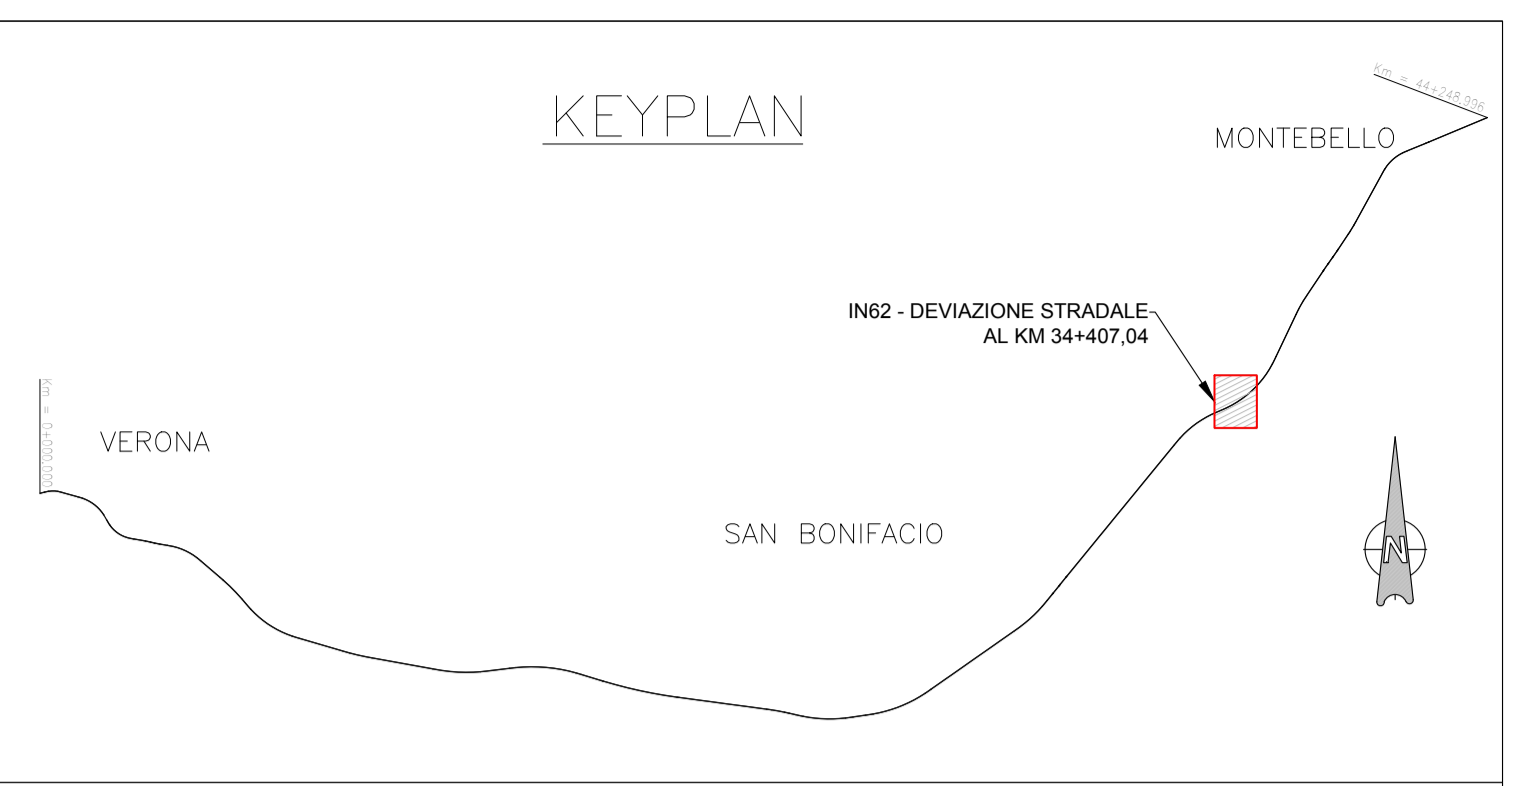 KEYPLAN
Km = 44+248.996
MONTEBELLO
IN62 - DEVIAZIONE STRADALE
AL KM 34+407,04
Km = 0+000.000
VERONA
SAN BONIFACIO
N